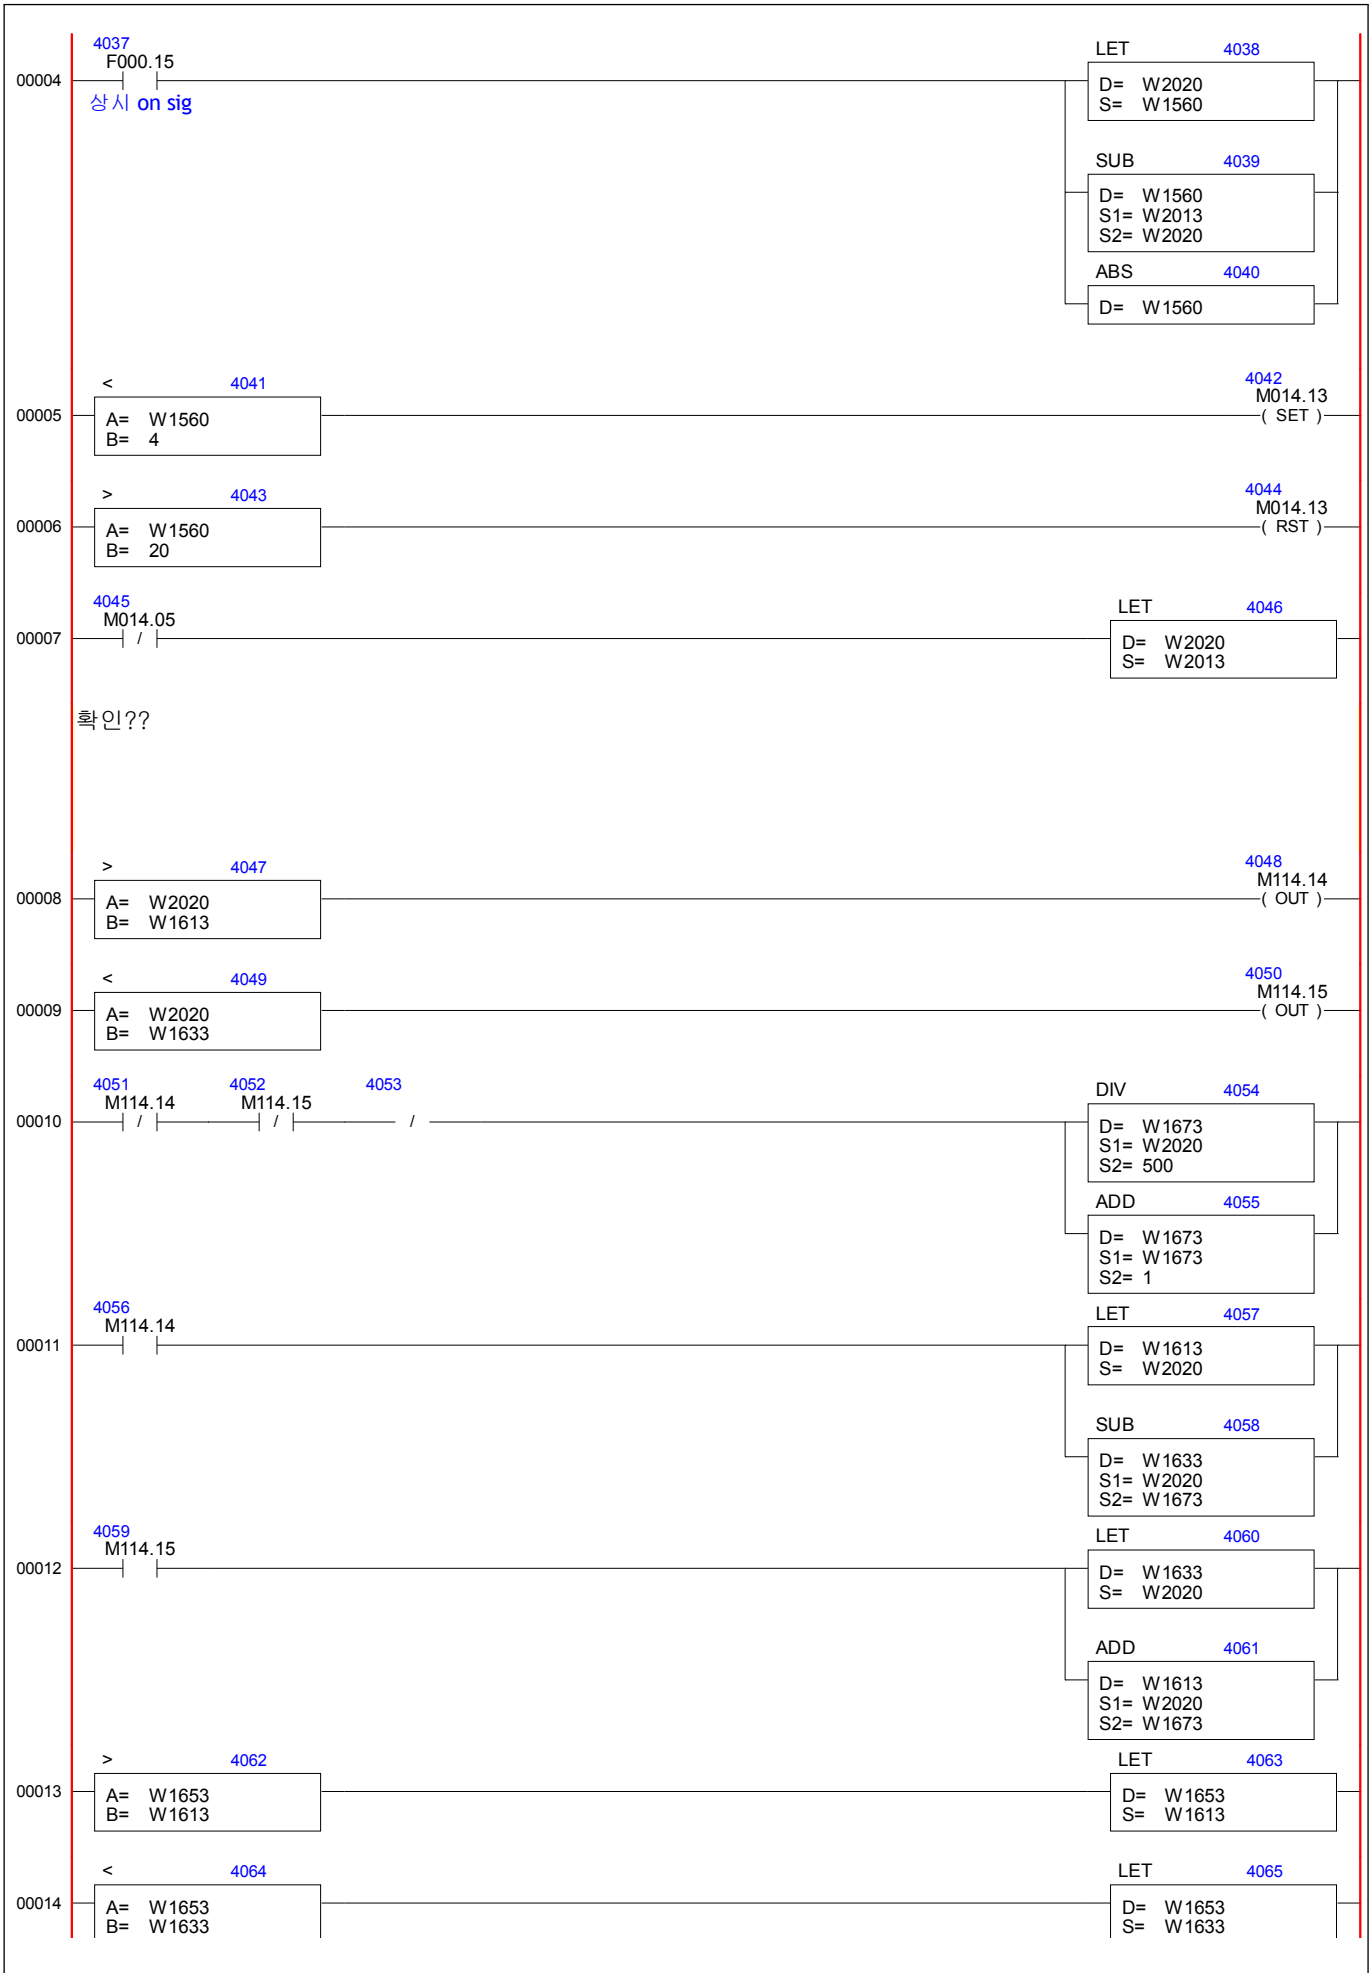 4037
F000.15
00004
상시 on sig
LET 4038
D= W2020
S= W1560
SUB 4039
D= W1560
S1= W2013
S2= W2020
ABS 4040
D= W1560
< 4041
00005
A= W1560
B= 4
4042
M014.13
( SET )
> 4043
00006
A= W1560
B= 20
4044
M014.13
( RST )
4045
M014.05
00007
/
LET 4046
D= W2020
S= W2013
확인??
> 4047
00008
A= W2020
B= W1613
4048
M114.14
( OUT )
< 4049
00009
A= W2020
B= W1633
4050
M114.15
( OUT )
4051 4052 4053
M114.14 M114.15
00010
/ / /
DIV 4054
D= W1673
S1= W2020
S2= 500
ADD 4055
D= W1673
S1= W1673
S2= 1
4056
M114.14
00011
LET 4057
D= W1613
S= W2020
SUB 4058
D= W1633
S1= W2020
S2= W1673
4059
M114.15
00012
LET 4060
D= W1633
S= W2020
ADD 4061
D= W1613
S1= W2020
S2= W1673
> 4062
00013
A= W1653
B= W1613
LET 4063
D= W1653
S= W1613
< 4064
00014
A= W1653
B= W1633
LET 4065
D= W1653
S= W1633